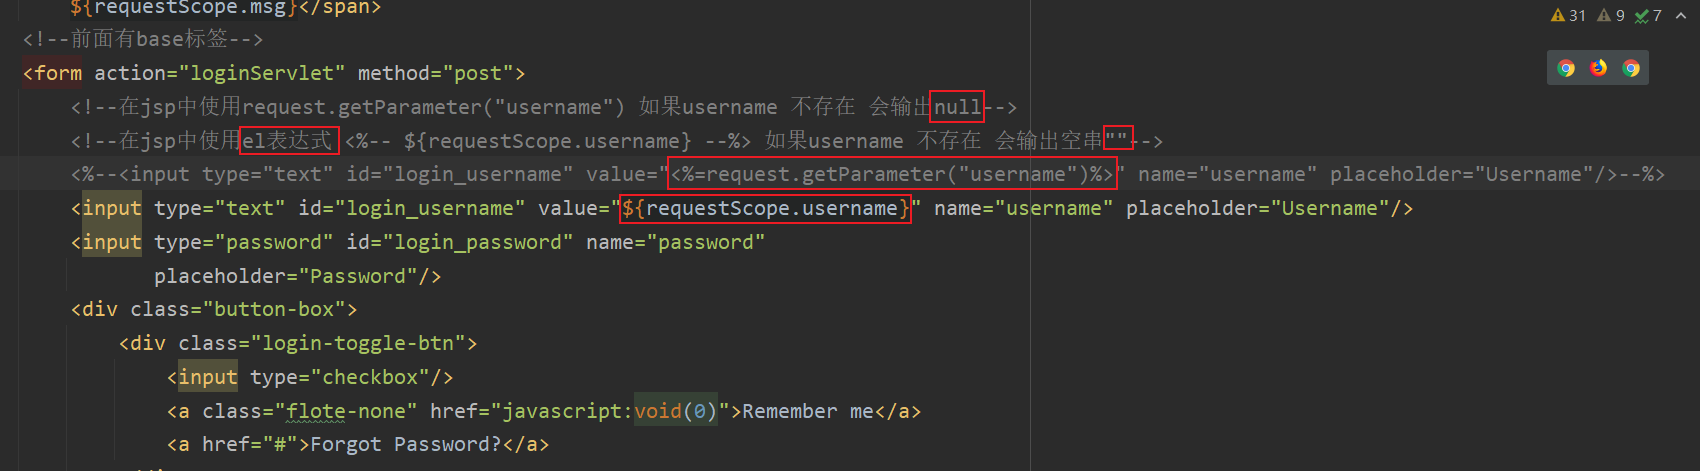 ${requestScope.msg}</span>
31 9 7
<!--前面有base标签-->
<form action="loginServlet" method="post">
<!--在jsp中使用request.getParameter("username") 如果username 不存在 会输出null-->
<!--在jsp中使用el表达式 <%-- ${requestScope.username} --%> 如果username 不存在 会输出空串""-->
<%--<input type="text" id="login_username" value="<%=request.getParameter("username")%>" name="username" placeholder="Username"/>--%>
<input type="text" id="login_username" value="${requestScope.username}" name="username" placeholder="Username"/>
<input type="password" id="login_password" name="password"
placeholder="Password"/>
<div class="button-box">
<div class="login-toggle-btn">
<input type="checkbox"/>
<a class="flote-none" href="javascript:void(0)">Remember me</a>
<a href="#">Forgot Password?</a>